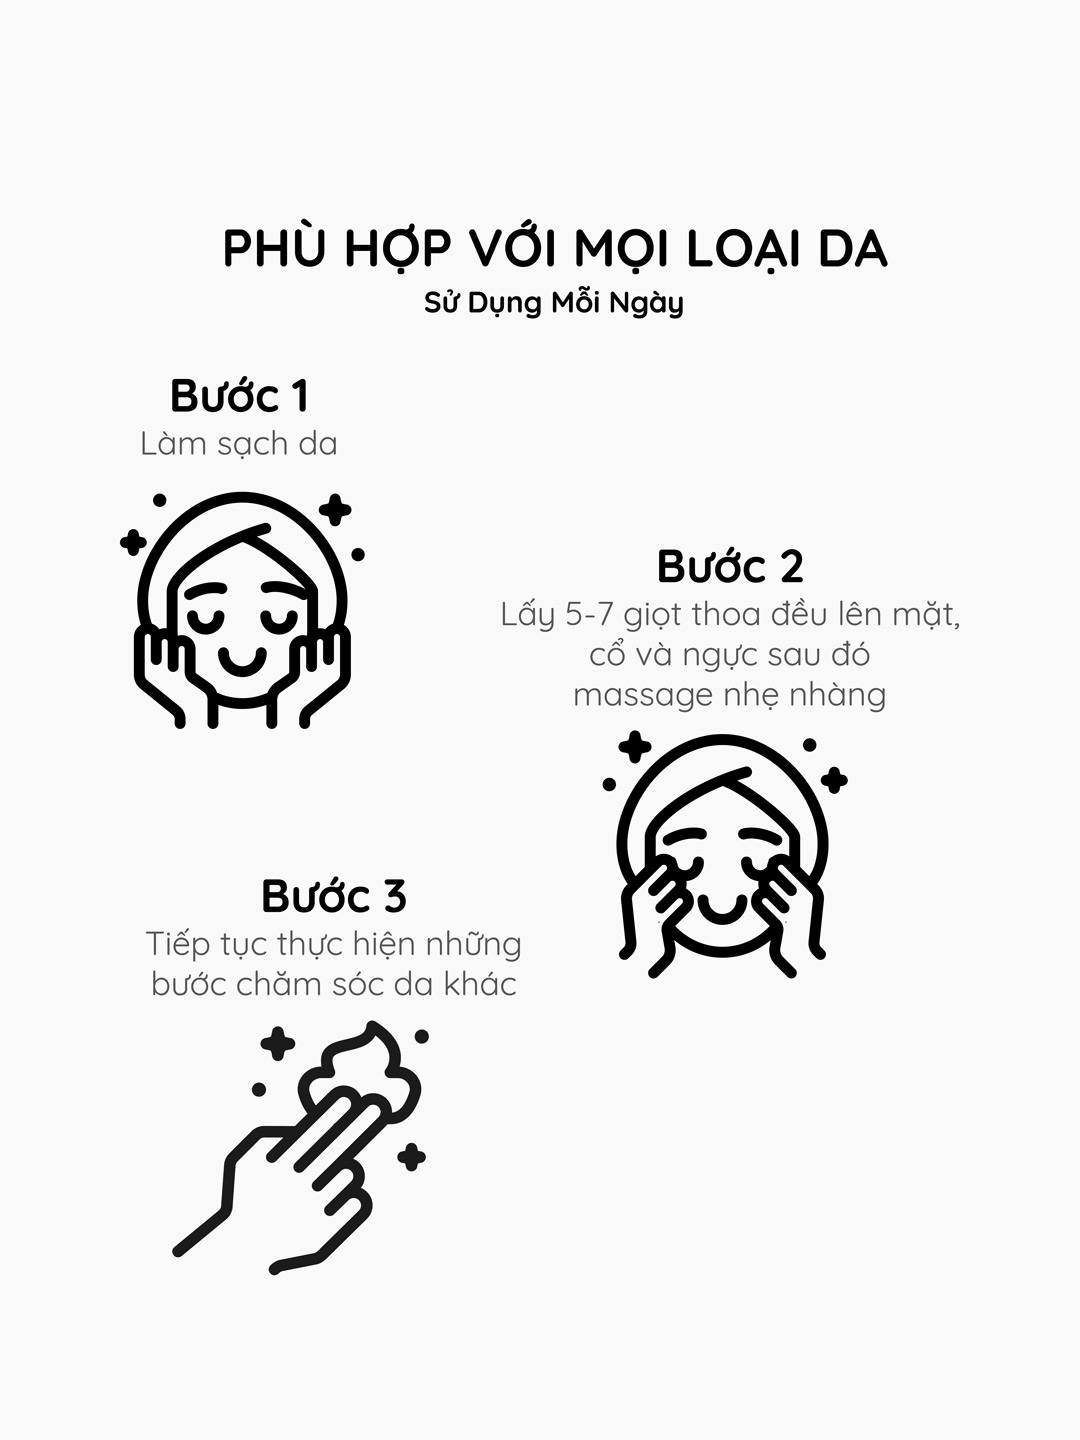 PHÙ HỢP VỚI MỌI LOẠI DA
Sử Dụng Mỗi Ngày
Bước 1
Làm sạch da
Bước 2
Lấy 5-7 giọt thoa đều lên mặt,
cổ và ngực sau đó
massage nhẹ nhàng
Bước 3
Tiếp tục thực hiện những
bước chăm sóc da khác